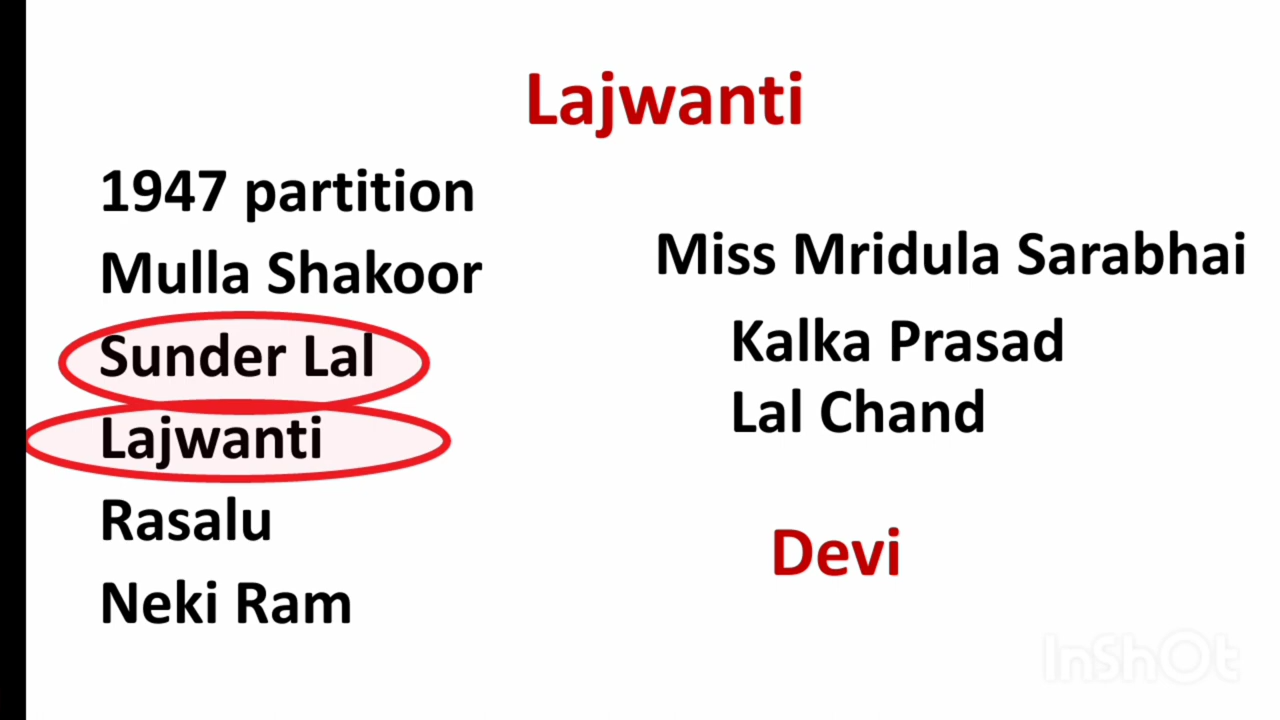 Lajwanti
1947 partition
Mulla Shakoor
Sunder Lal
Lajwanti
Rasalu
Neki Ram
Miss Mridula Sarabhai
Kalka Prasad
Lal Chand
Devi
InShOt